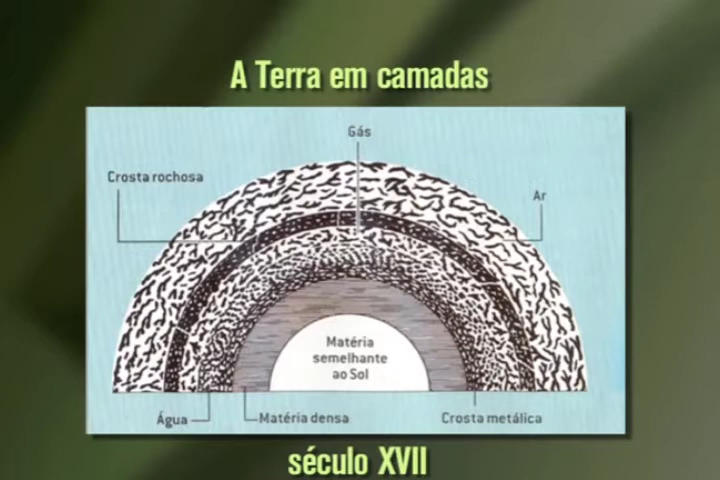 A Terra em camadas
Gás
Crosta rochosa
Ar
Matéria
semelhante
ao Sol
Água
Matéria densa
Crosta metálica
século XVII